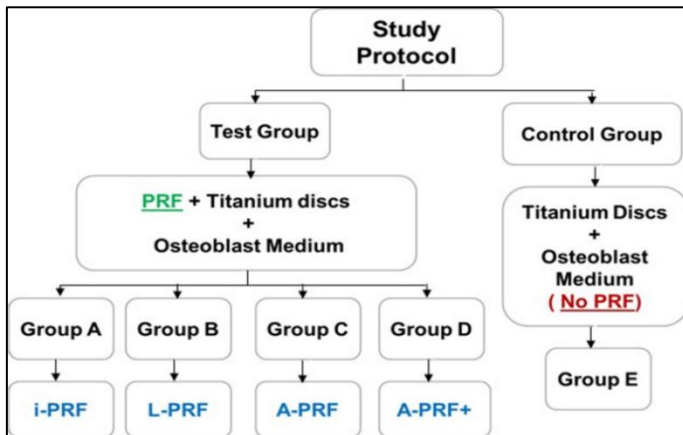 Study
Protocol
Test Group
Control Group
PRF + Titanium discs
+
Osteoblast Medium
Titanium Discs
+
Osteoblast
Medium
( No PRF)
Group A
Group B
Group C
Group D
Group E
i-PRF
L-PRF
A-PRF
A-PRF+